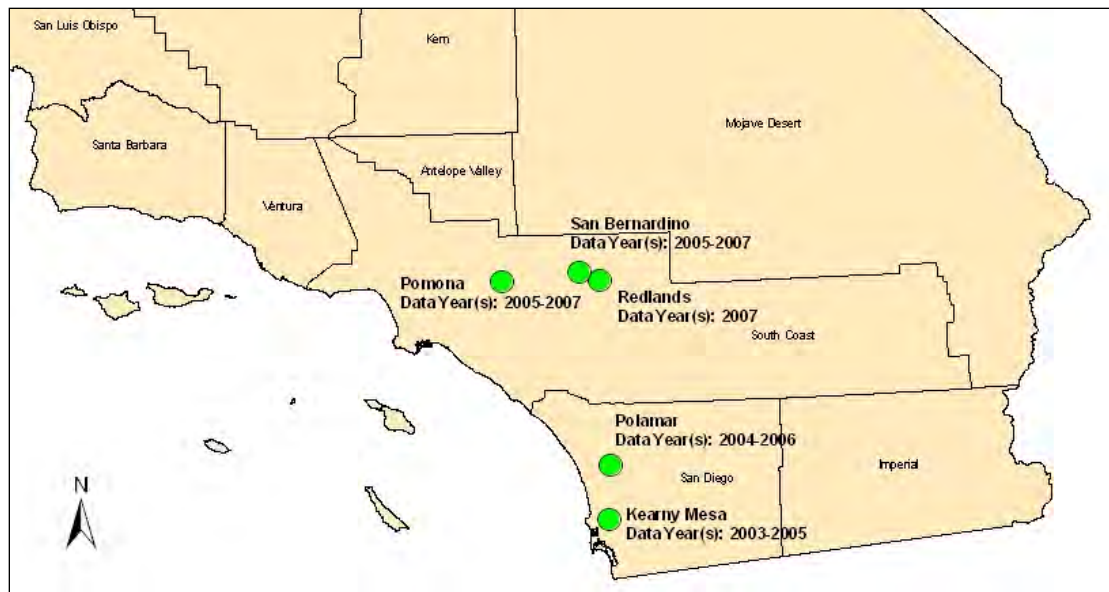 San Luis Obispo
Kern
Mojave Desert
Santa Barbara
Antelope Valley
Ventura
San Bernardino
Data Year(s): 2005-2007
Pomona
Data Year(s): 2005-2007
Redlands
Data Year(s): 2007
South Coast
Polamar
Data Year(s): 2004-2006
San Diego
Imperial
N
Kearny Mesa
Data Year(s): 2003-2005